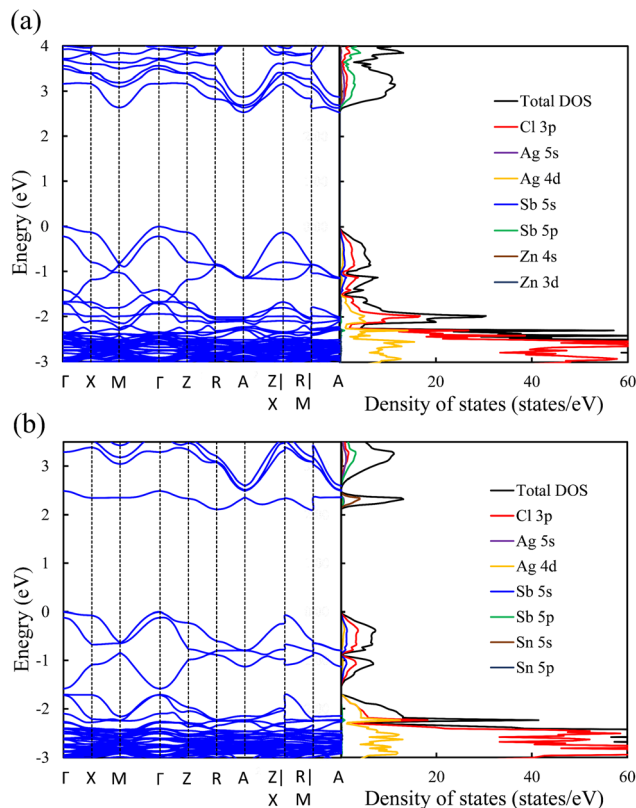 (a)
4
3
2
1
0
-1
-2
-3
Enegry (eV)
Total DOS
Cl 3p
Ag 5s
Ag 4d
Sb 5s
Sb 5p
Zn 4s
Zn 3d
Γ X M Γ Z R A Z| R| A
X M
20 40 60
Density of states (states/eV)
(b)
3
2
1
0
-1
-2
-3
Enegry (eV)
Total DOS
Cl 3p
Ag 5s
Ag 4d
Sb 5s
Sb 5p
Sn 5s
Sn 5p
Γ X M Γ Z R A Z| R| A
X M
20 40 60
Density of states (states/eV)